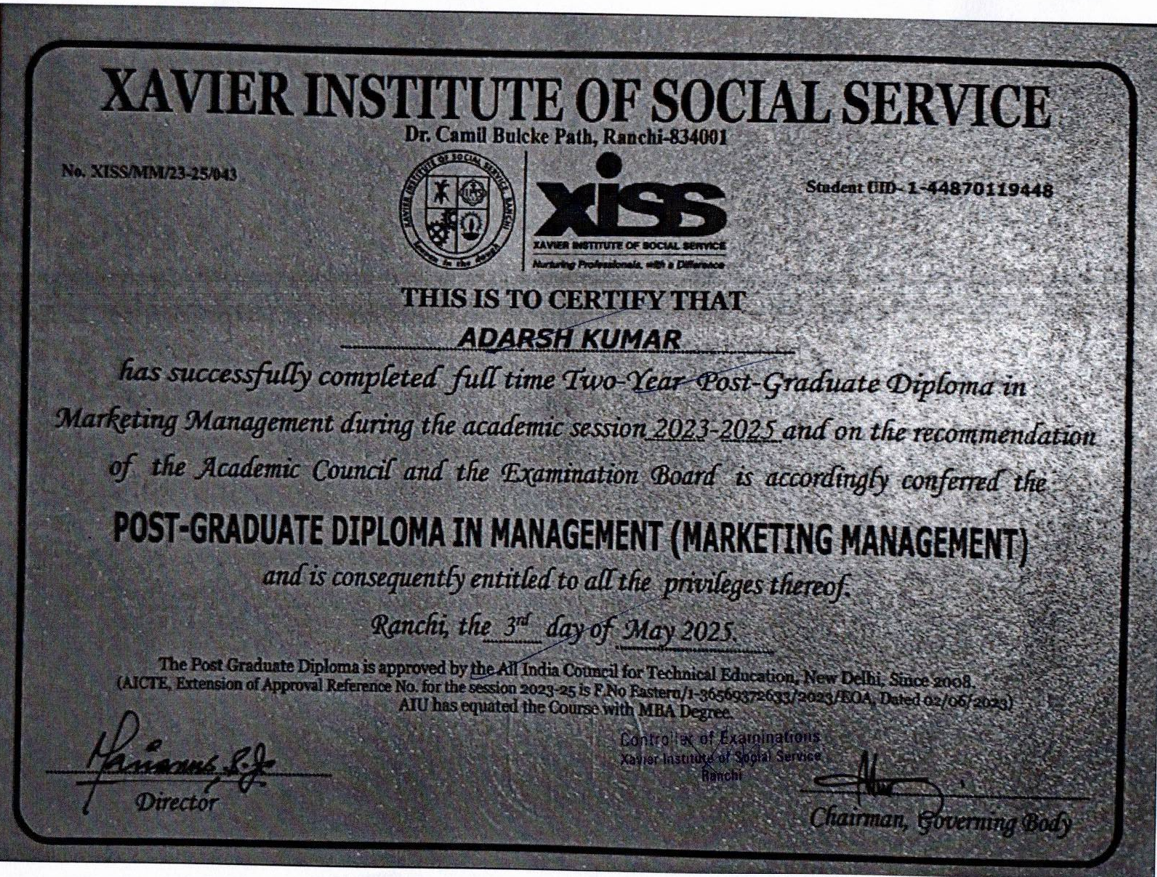 XAVIER INSTITUTE OF SOCIAL SERVICE
Dr. Camil Bulcke Path, Ranchi-834001
No. XISS/MM/23-25/043
Student UID- 1-44870119448
XAVIER INSTITUTE OF SOCIAL SERVICE, RANCHI
xiss
XAVIER INSTITUTE OF SOCIAL SERVICE
Nurturing Professionals, with a Difference
THIS IS TO CERTIFY THAT
ADARSH KUMAR
has successfully completed full time Two-Year Post-Graduate Diploma in
Marketing Management during the academic session 2023-2025 and on the recommendation
of the Academic Council and the Examination Board is accordingly conferred the
POST-GRADUATE DIPLOMA IN MANAGEMENT (MARKETING MANAGEMENT)
and is consequently entitled to all the privileges thereof.
Ranchi, the 3rd day of May 2025.
The Post Graduate Diploma is approved by the All India Council for Technical Education, New Delhi, Since 2008.
(AICTE, Extension of Approval Reference No. for the session 2023-25 is F.No Eastern/1-36569372633/2023/EOA, Dated 02/06/2023)
AIU has equated the Course with MBA Degree.
Controller of Examinations
Xavier Institute of Social Service
Ranchi
Director
Chairman, Governing Body